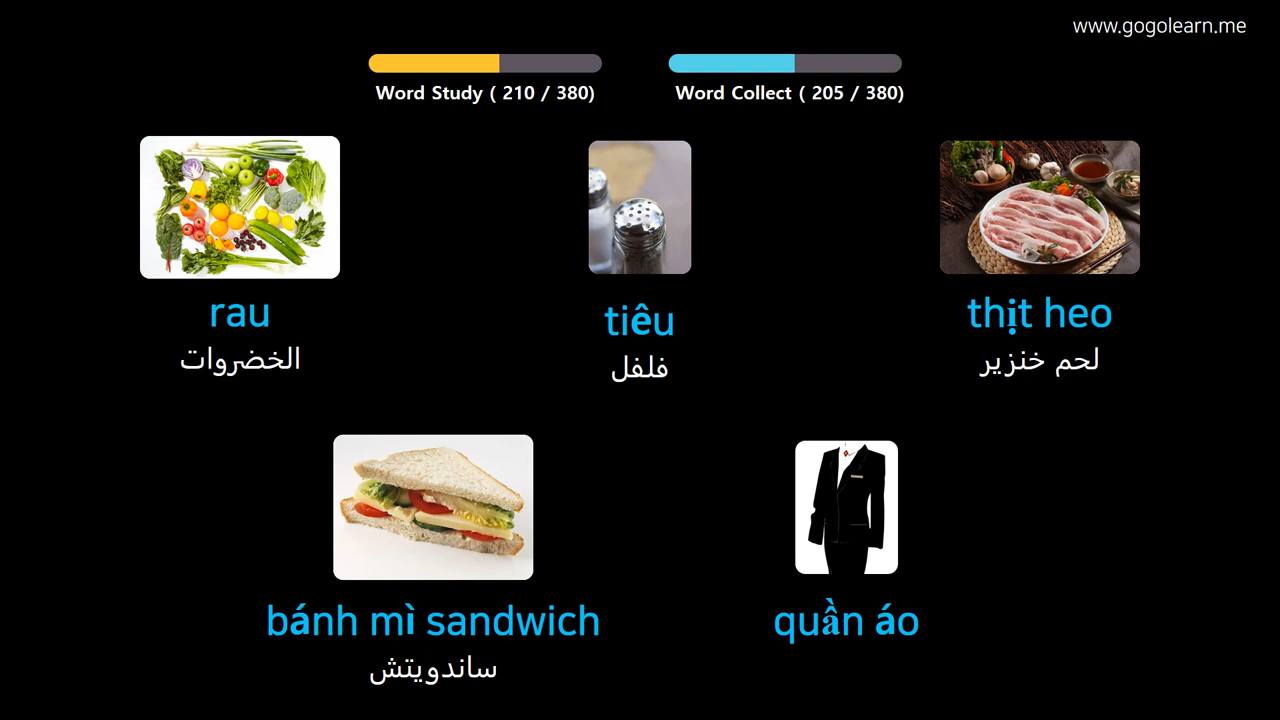 www.gogolearn.me
Word Study ( 210 / 380)
Word Collect ( 205 / 380)
rau
الخضروات
tiêu
فلفل
thịt heo
لحم خنزير
bánh mì sandwich
ساندويتش
quần áo